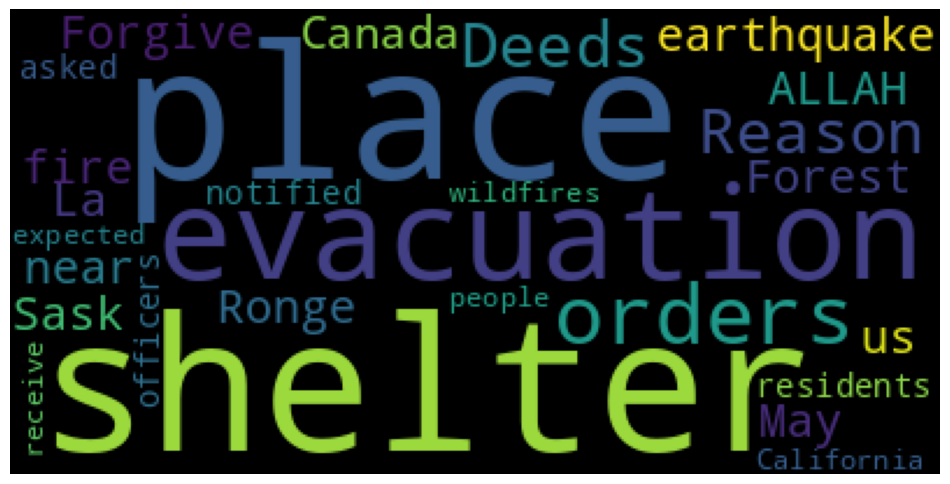 Forgive
Canada
Deeds
earthquake
asked
place
ALLAH
Reason
fire
La
notified
wildfires
Forest
evacuation
expected
near
officers
Sask
Ronge
people
orders
us
receive
shelter
residents
May
California